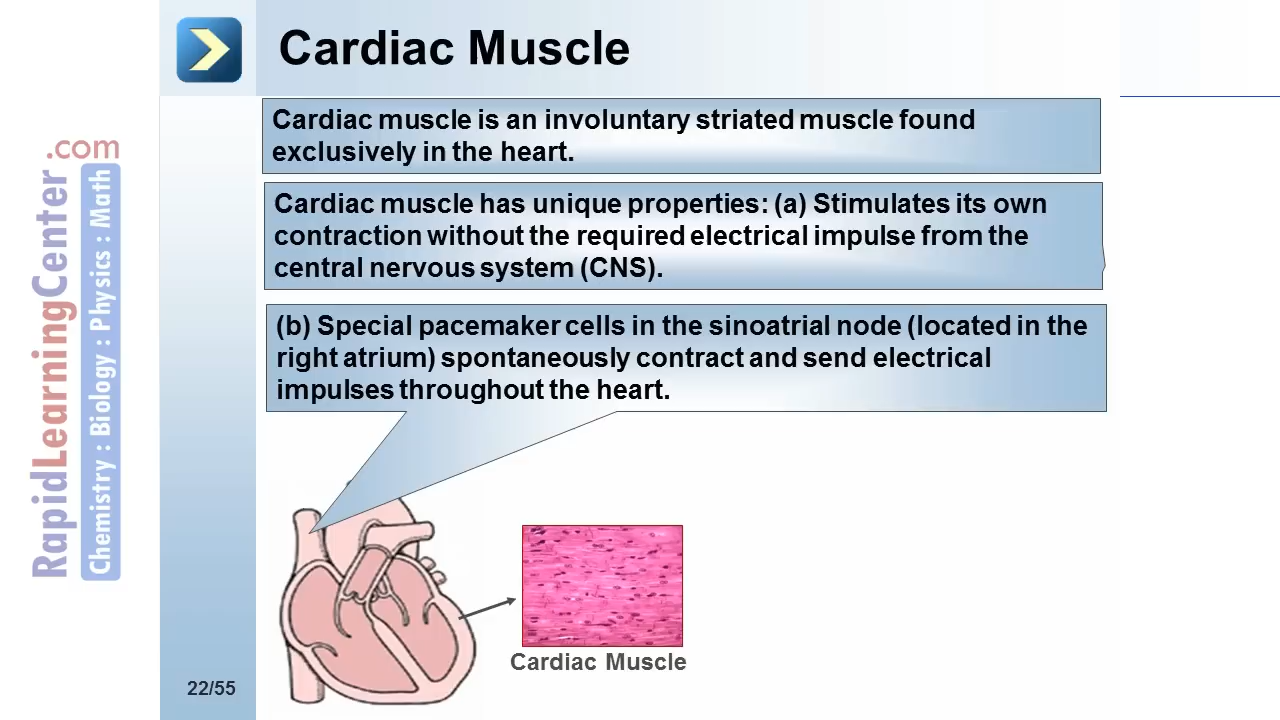 Cardiac Muscle
Cardiac muscle is an involuntary striated muscle found
exclusively in the heart.
Cardiac muscle has unique properties: (a) Stimulates its own
contraction without the required electrical impulse from the
central nervous system (CNS).
(b) Special pacemaker cells in the sinoatrial node (located in the
right atrium) spontaneously contract and send electrical
impulses throughout the heart.
Cardiac Muscle
22/55
RapidLearningCenter.com
Chemistry : Biology : Physics : Math